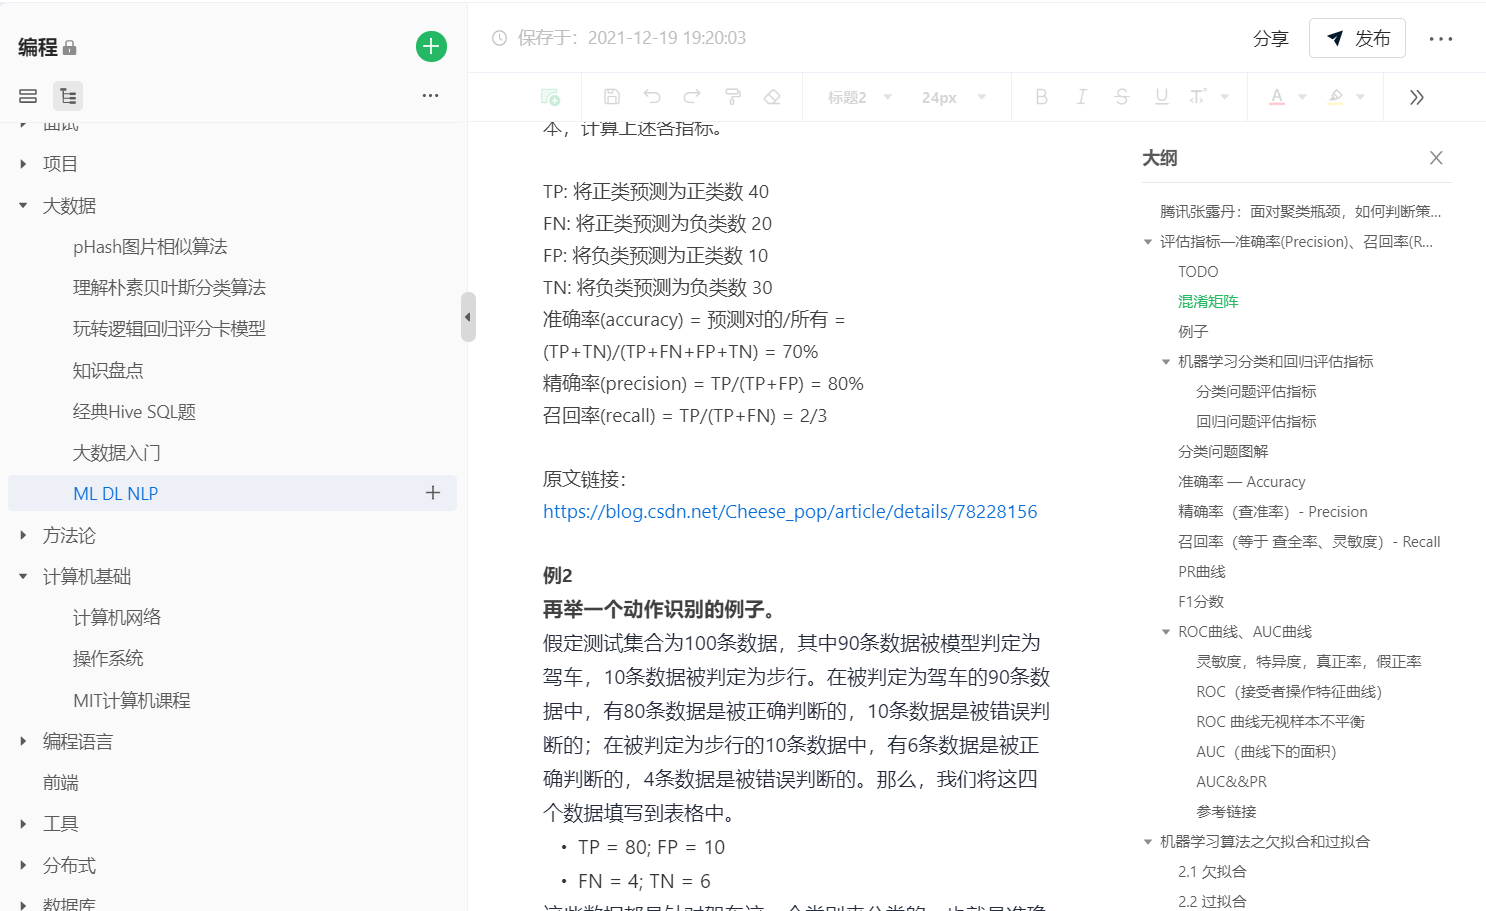 编程
面试
项目
大数据
pHash图片相似算法
理解朴素贝叶斯分类算法
玩转逻辑回归评分卡模型
知识盘点
经典Hive SQL题
大数据入门
ML DL NLP
方法论
计算机基础
计算机网络
操作系统
MIT计算机课程
编程语言
前端
工具
分布式
数据库
保存于：2021-12-19 19:20:03
分享
发布
标题2
24px
B I S U T A
本，计算上述各指标。
TP: 将正类预测为正类数 40
FN: 将正类预测为负类数 20
FP: 将负类预测为正类数 10
TN: 将负类预测为负类数 30
准确率(accuracy) = 预测对的/所有 =
(TP+TN)/(TP+FN+FP+TN) = 70%
精确率(precision) = TP/(TP+FP) = 80%
召回率(recall) = TP/(TP+FN) = 2/3
原文链接：
https://blog.csdn.net/Cheese_pop/article/details/78228156
例2
再举一个动作识别的例子。
假定测试集合为100条数据，其中90条数据被模型判定为
驾车，10条数据被判定为步行。在被判定为驾车的90条数
据中，有80条数据是被正确判断的，10条数据是被错误判
断的；在被判定为步行的10条数据中，有6条数据是被正
确判断的，4条数据是被错误判断的。那么，我们将这四
个数据填写到表格中。
• TP = 80; FP = 10
• FN = 4; TN = 6
这些数据都是针对驾车这一个类别来分类的，也就是准确
大纲
腾讯张露丹：面对聚类瓶颈，如何判断策...
评估指标—准确率(Precision)、召回率(R...
TODO
混淆矩阵
例子
机器学习分类和回归评估指标
分类问题评估指标
回归问题评估指标
分类问题图解
准确率 — Accuracy
精确率（查准率）- Precision
召回率（等于 查全率、灵敏度）- Recall
PR曲线
F1分数
ROC曲线、AUC曲线
灵敏度，特异度，真正率，假正率
ROC（接受者操作特征曲线）
ROC 曲线无视样本不平衡
AUC（曲线下的面积）
AUC&&PR
参考链接
机器学习算法之欠拟合和过拟合
2.1 欠拟合
2.2 过拟合